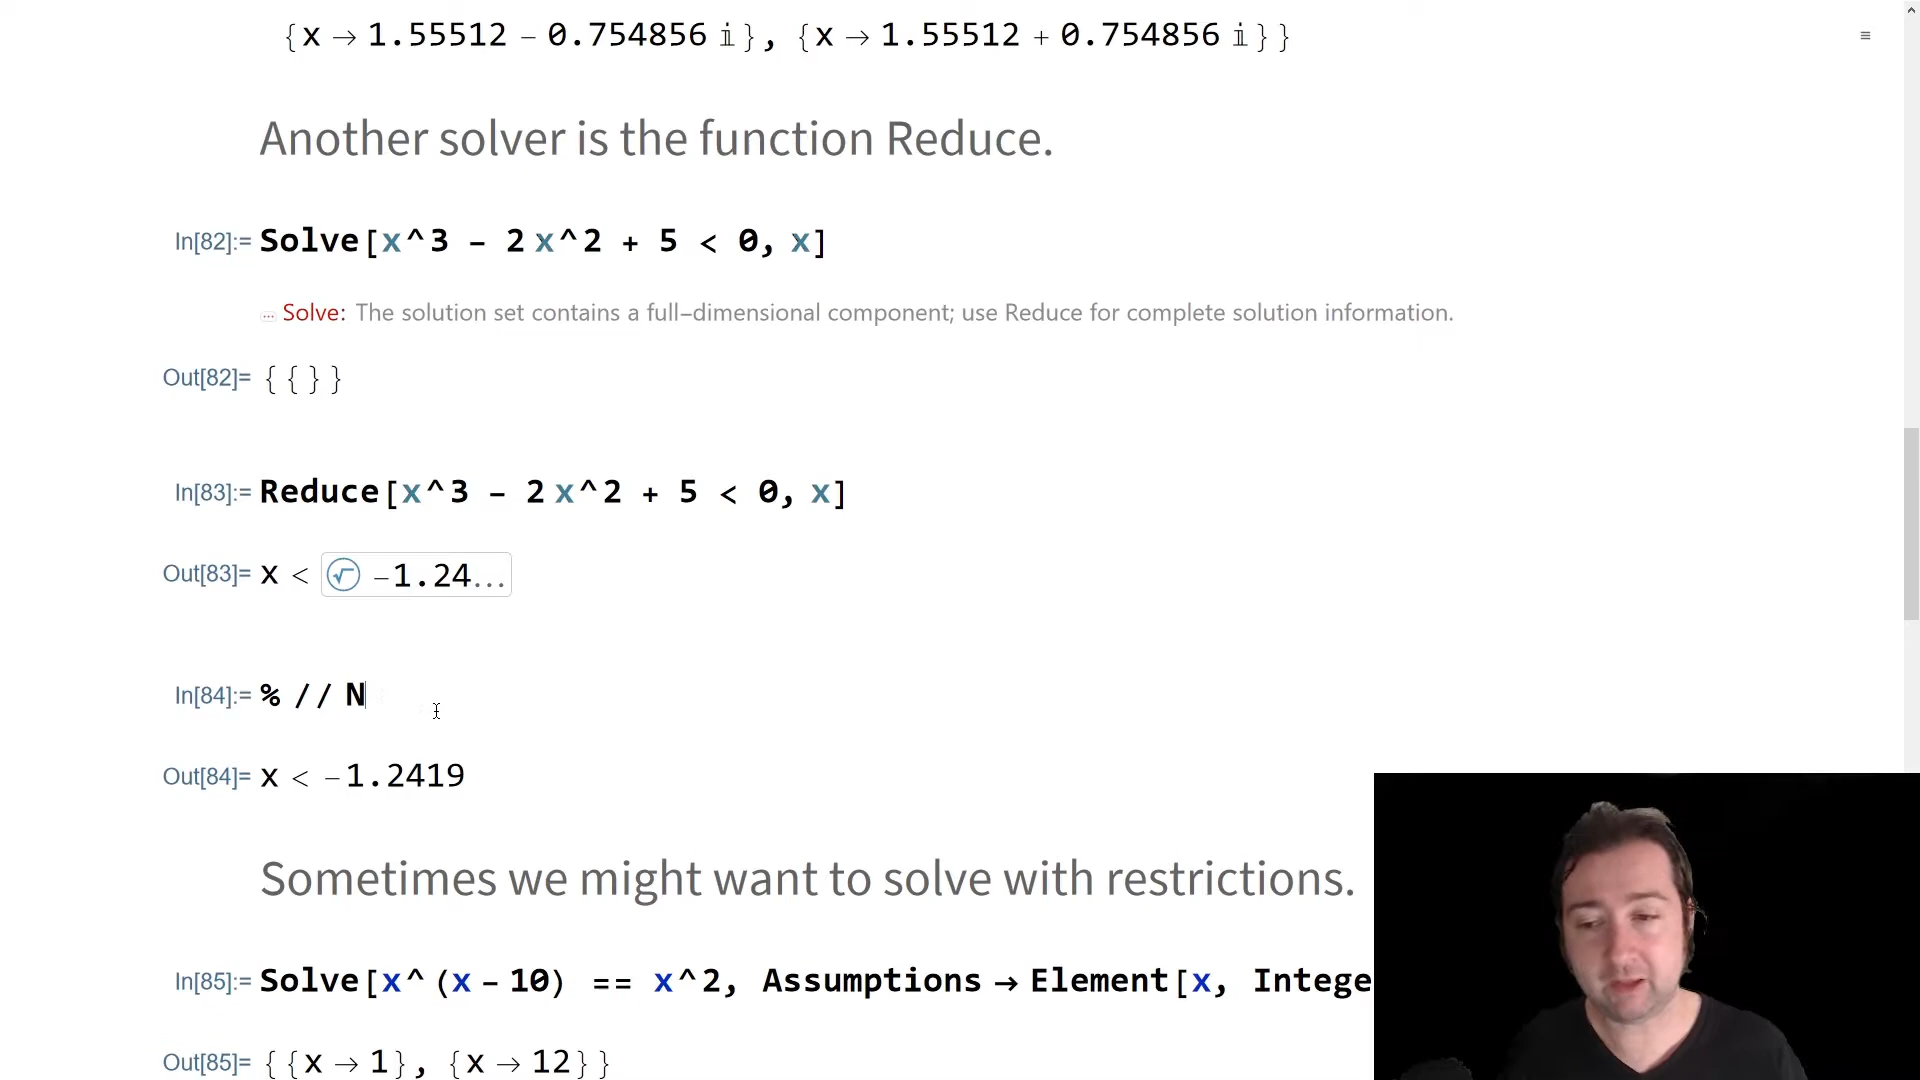 {x → 1.55512 − 0.754856 ⅈ}, {x → 1.55512 + 0.754856 ⅈ}}
Another solver is the function Reduce.
In[82]:= Solve[x^3 - 2 x^2 + 5 < 0, x]
Solve: The solution set contains a full-dimensional component; use Reduce for complete solution information.
Out[82]= {{}}
In[83]:= Reduce[x^3 - 2 x^2 + 5 < 0, x]
Out[83]= x < √ -1.24...
In[84]:= % // N
Out[84]= x < -1.2419
Sometimes we might want to solve with restrictions.
In[85]:= Solve[x^(x - 10) == x^2, Assumptions → Element[x, Intege
Out[85]= {{x → 1}, {x → 12}}